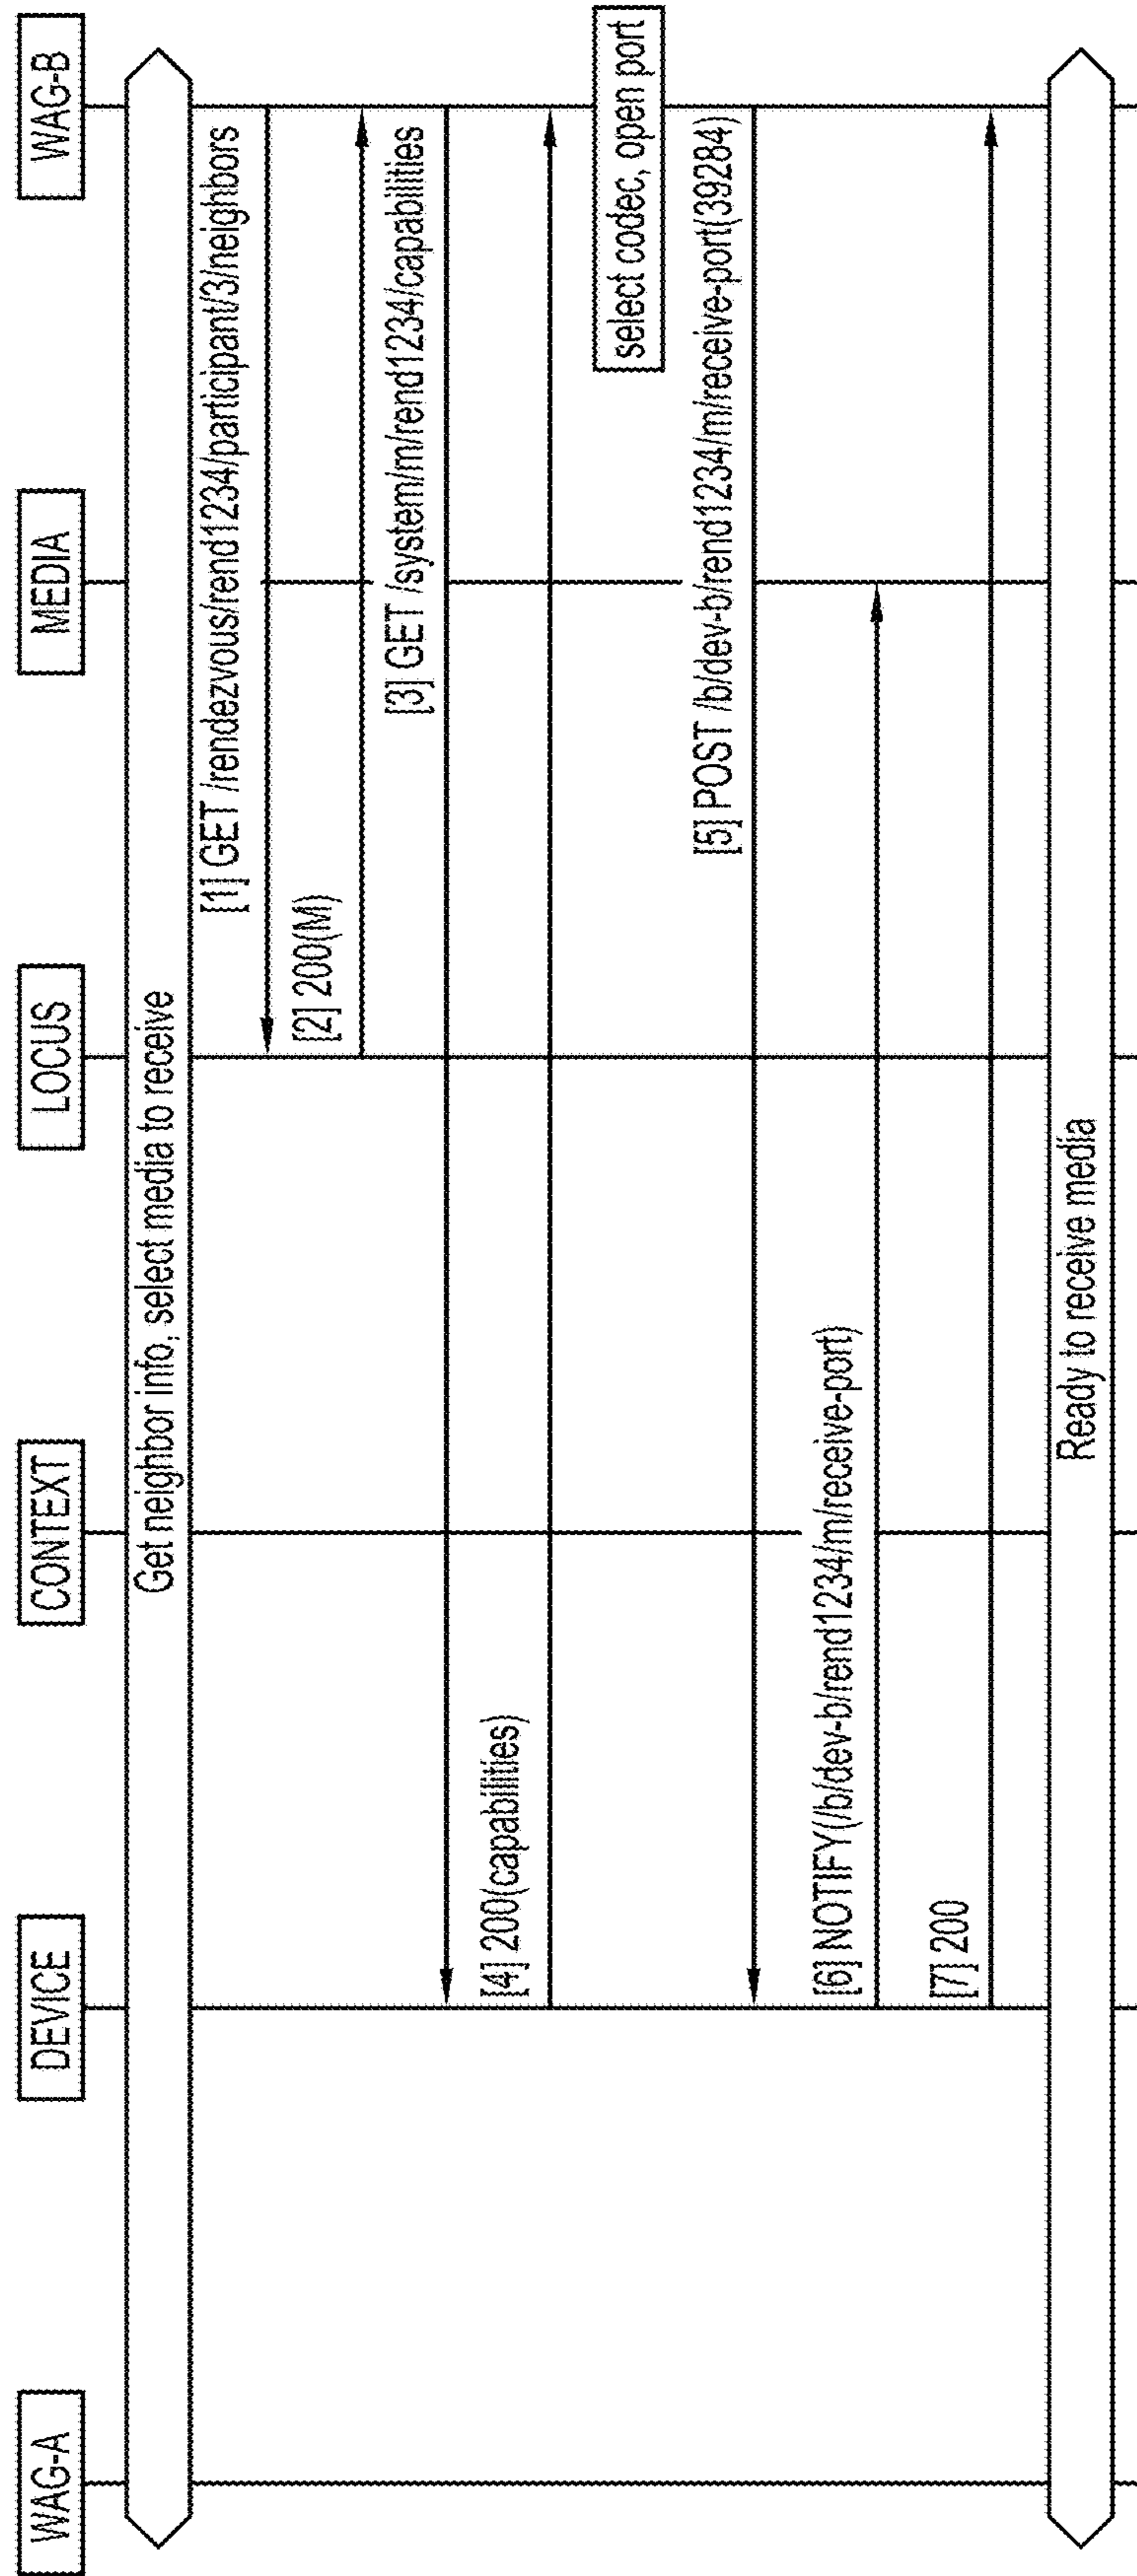 WAG-A
DEVICE
CONTEXT
LOCUS
MEDIA
WAG-B
Get neighbor info, select media to receive
[1] GET /rendezvous/rend1234/participant/3/neighbors
[2] 200(M)
[3] GET /system/m/rend1234/capabilities
[4] 200(capabilities)
select codec, open port
[5] POST /b/dev-b/rend1234/m/receive-port(39284)
[6] NOTIFY(/b/dev-b/rend1234/m/receive-port)
[7] 200
Ready to receive media